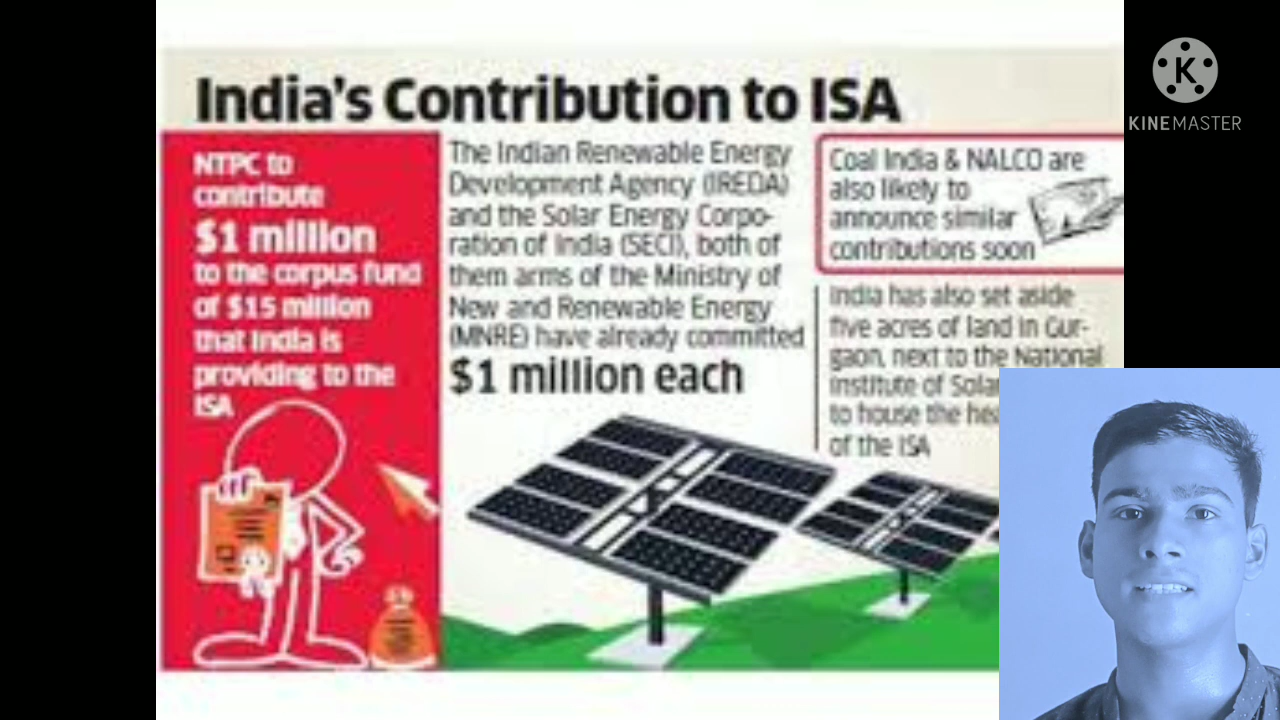 India's Contribution to ISA
NTPC to
contribute
$1 million
to the corpus fund
of $15 million
that India is
providing to the
ISA
The Indian Renewable Energy
Development Agency (IREDA)
and the Solar Energy Corpo-
ration of India (SECI), both of
them arms of the Ministry of
New and Renewable Energy
(MNRE) have already committed
$1 million each
Coal India & NALCO are
also likely to
announce similar
contributions soon
India has also set aside
five acres of land in Gur-
gaon, next to the National
Institute of Solar
to house the
of the ISA
K
KINEMASTER